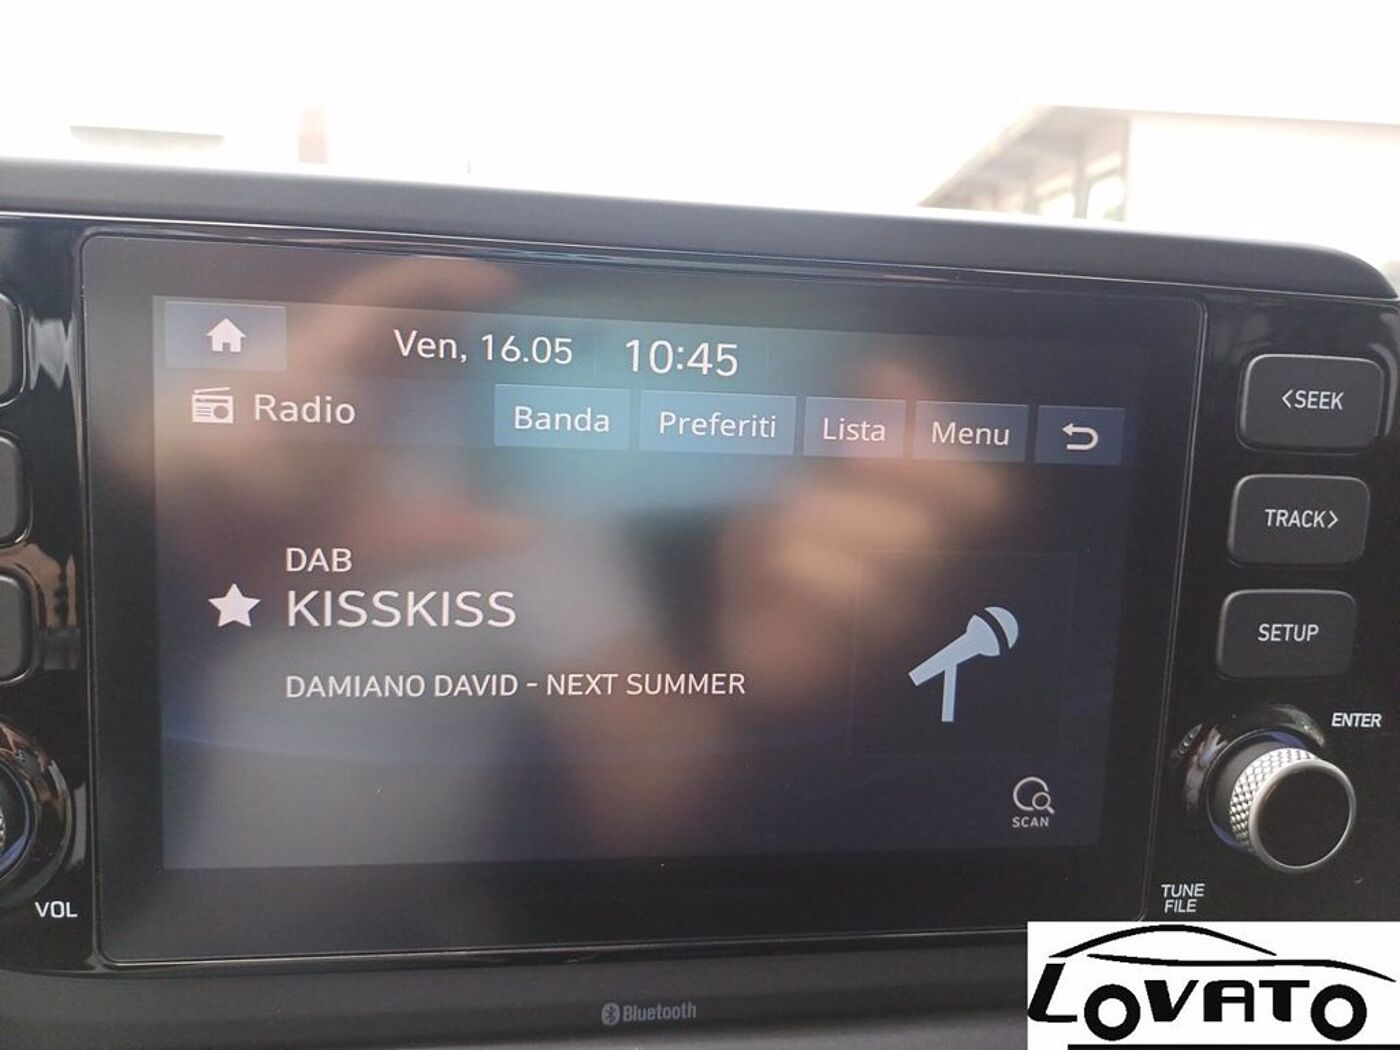 Ven, 16.05 10:45
Radio
Banda Preferiti Lista Menu
DAB
KISSKISS
DAMIANO DAVID - NEXT SUMMER
SCAN
<SEEK
TRACK>
SETUP
ENTER
TUNE
FILE
VOL
Bluetooth
LOVATO